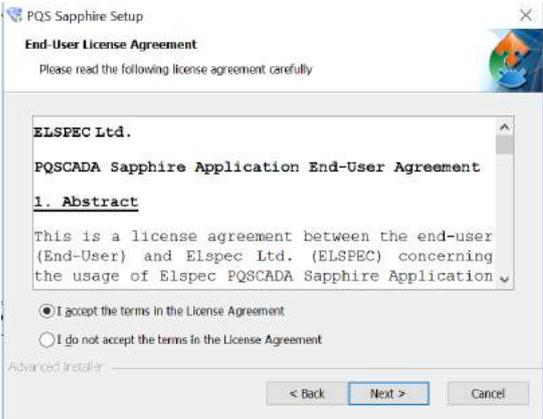 PQS Sapphire Setup
End-User License Agreement
Please read the following license agreement carefully
ELSPEC Ltd.
PQSCADA Sapphire Application End-User Agreement
1. Abstract
This is a license agreement between the end-user
(End-User) and Elspec Ltd. (ELSPEC) concerning
the usage of Elspec PQSCADA Sapphire Application
I accept the terms in the License Agreement
I do not accept the terms in the License Agreement
Advanced Installer
< Back Next > Cancel